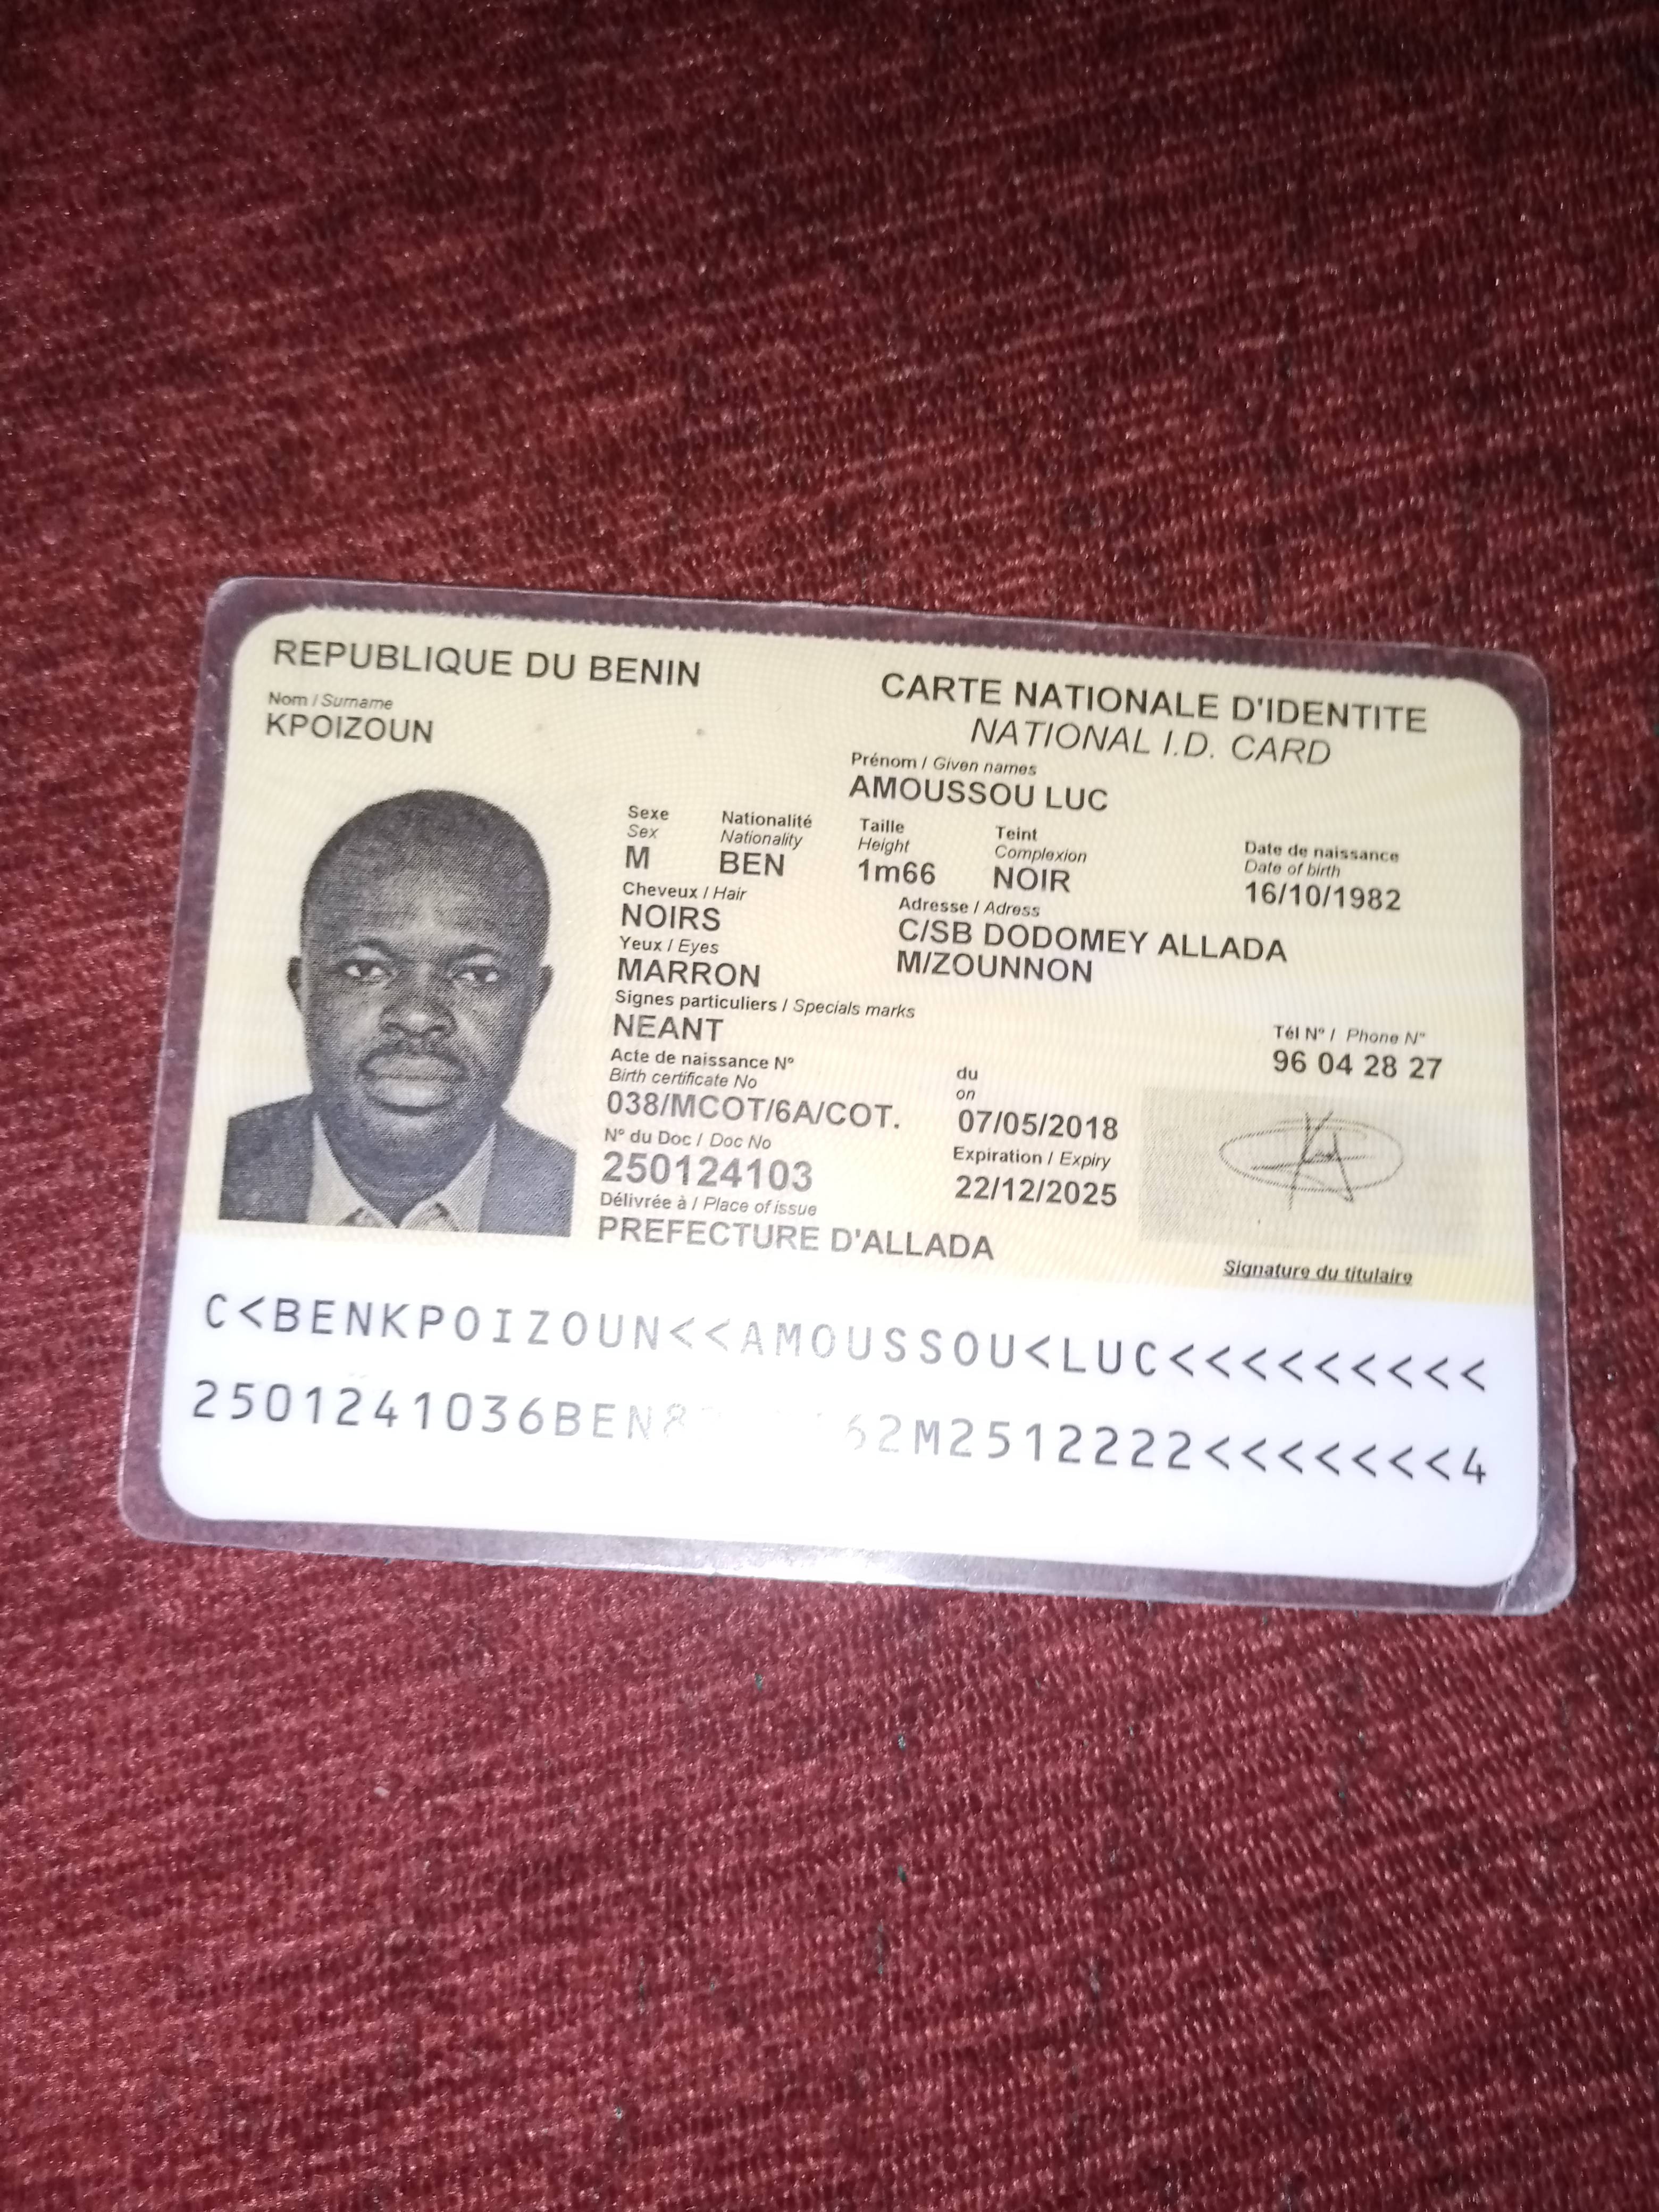 REPUBLIQUE DU BENIN
CARTE NATIONALE D'IDENTITE
NATIONAL I.D. CARD
Nom / Surname
KPOIZOUN
Prénom / Given names
AMOUSSOU LUC
Sexe
Sex
M
Nationalité
Nationality
BEN
Taille
Height
1m66
Teint
Complexion
NOIR
Date de naissance
Date of birth
16/10/1982
Cheveux / Hair
NOIRS
Adresse / Adress
C/SB DODOMEY ALLADA
M/ZOUNNON
Yeux / Eyes
MARRON
Signes particuliers / Specials marks
NEANT
Tél N° / Phone N°
96 04 28 27
Acte de naissance N°
Birth certificate No
038/MCOT/6A/COT.
du
on
07/05/2018
N° du Doc / Doc No
250124103
Expiration / Expiry
22/12/2025
Délivrée à / Place of issue
PREFECTURE D'ALLADA
Signature du titulaire
C<BENKPOIZOUN<<AMOUSSOU<LUC<<<<<<<<<
2501241036BEN8 62M2512222<<<<<<<4